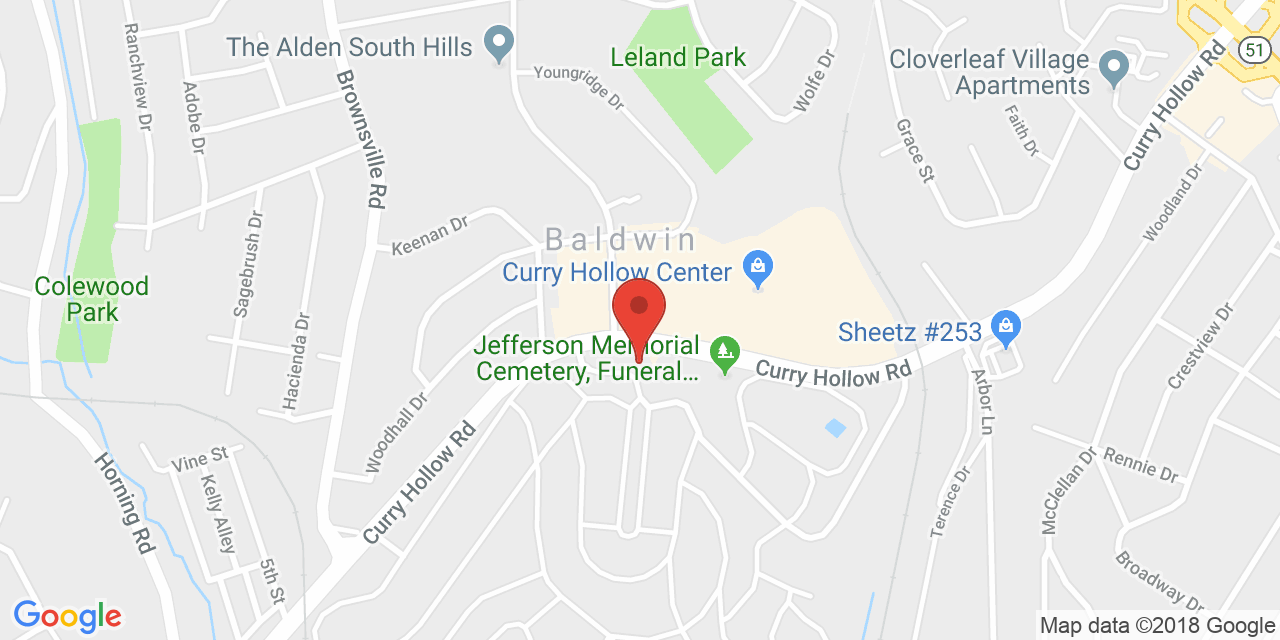 Ranchview Dr
The Alden South Hills
Leland Park
Cloverleaf Village
Apartments
51
Youngridge Dr
Wolfe Dr
Curry Hollow Rd
Adobe Dr
Brownsville Rd
Grace St
Faith Dr
Woodland Dr
Keenan Dr
Baldwin
Sagebrush Dr
Curry Hollow Center
Colewood
Park
Hacienda Dr
Sheetz #253
Jefferson Memorial
Cemetery, Funeral...
Curry Hollow Rd
Crestview Dr
Woodhall Dr
Arbor Ln
Vine St
Curry Hollow Rd
Rennie Dr
Horning Rd
Kelly Alley
Terence Dr
McClellan Dr
5th St
Broadway Dr
Google
Map data ©2018 Google